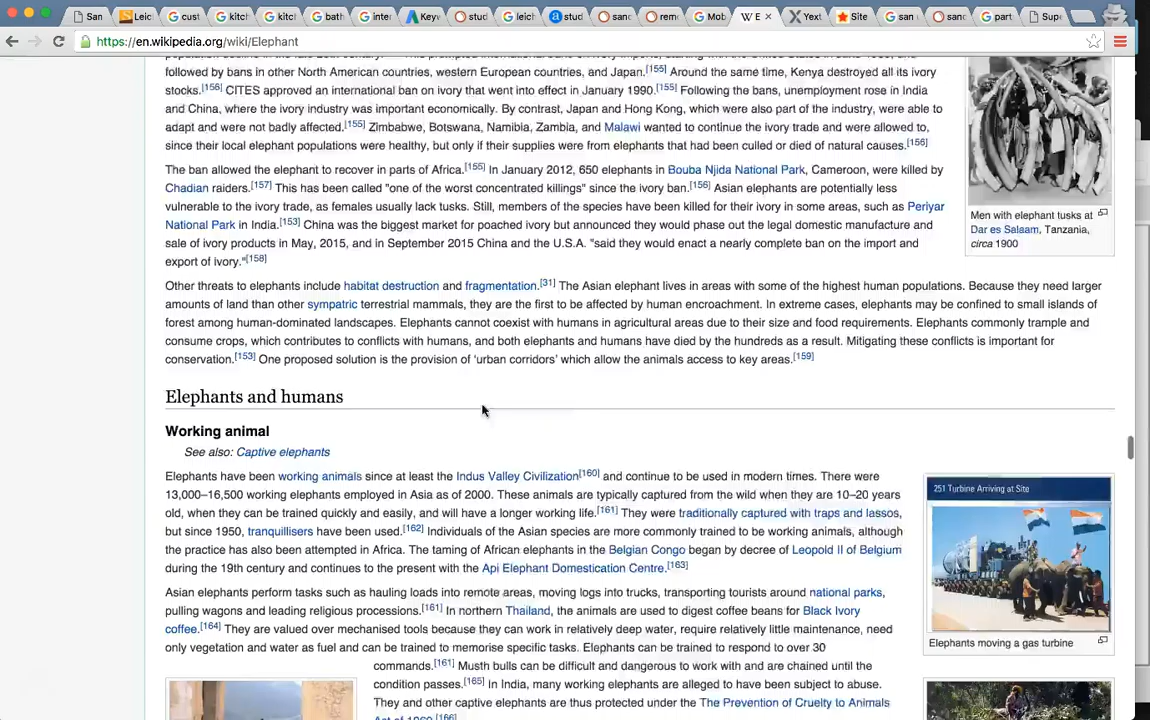 San
Leic
cust
kitch
kitcl
bath
inter
Keyv
stud
leich
stud
sanc
rem
Mob
W E
Yext
Site
san
sanc
part
Supe
https://en.wikipedia.org/wiki/Elephant
followed by bans in other North American countries, western European countries, and Japan.[155] Around the same time, Kenya destroyed all its ivory
stocks.[156] CITES approved an international ban on ivory that went into effect in January 1990.[155] Following the bans, unemployment rose in India
and China, where the ivory industry was important economically. By contrast, Japan and Hong Kong, which were also part of the industry, were able to
adapt and were not badly affected.[155] Zimbabwe, Botswana, Namibia, Zambia, and Malawi wanted to continue the ivory trade and were allowed to,
since their local elephant populations were healthy, but only if their supplies were from elephants that had been culled or died of natural causes.[156]
The ban allowed the elephant to recover in parts of Africa.[155] In January 2012, 650 elephants in Bouba Njida National Park, Cameroon, were killed by
Chadian raiders.[157] This has been called "one of the worst concentrated killings" since the ivory ban.[156] Asian elephants are potentially less
vulnerable to the ivory trade, as females usually lack tusks. Still, members of the species have been killed for their ivory in some areas, such as Periyar
National Park in India.[153] China was the biggest market for poached ivory but announced they would phase out the legal domestic manufacture and
sale of ivory products in May, 2015, and in September 2015 China and the U.S.A. "said they would enact a nearly complete ban on the import and
export of ivory."[158]
Men with elephant tusks at
Dar es Salaam, Tanzania,
circa 1900
Other threats to elephants include habitat destruction and fragmentation.[31] The Asian elephant lives in areas with some of the highest human populations. Because they need larger
amounts of land than other sympatric terrestrial mammals, they are the first to be affected by human encroachment. In extreme cases, elephants may be confined to small islands of
forest among human-dominated landscapes. Elephants cannot coexist with humans in agricultural areas due to their size and food requirements. Elephants commonly trample and
consume crops, which contributes to conflicts with humans, and both elephants and humans have died by the hundreds as a result. Mitigating these conflicts is important for
conservation.[153] One proposed solution is the provision of 'urban corridors' which allow the animals access to key areas.[159]
Elephants and humans
Working animal
See also: Captive elephants
Elephants have been working animals since at least the Indus Valley Civilization[160] and continue to be used in modern times. There were
13,000–16,500 working elephants employed in Asia as of 2000. These animals are typically captured from the wild when they are 10–20 years
old, when they can be trained quickly and easily, and will have a longer working life.[161] They were traditionally captured with traps and lassos,
but since 1950, tranquillisers have been used.[162] Individuals of the Asian species are more commonly trained to be working animals, although
the practice has also been attempted in Africa. The taming of African elephants in the Belgian Congo began by decree of Leopold II of Belgium
during the 19th century and continues to the present with the Api Elephant Domestication Centre.[163]
251 Turbine Arriving at Site
Elephants moving a gas turbine
Asian elephants perform tasks such as hauling loads into remote areas, moving logs into trucks, transporting tourists around national parks,
pulling wagons and leading religious processions.[161] In northern Thailand, the animals are used to digest coffee beans for Black Ivory
coffee.[164] They are valued over mechanised tools because they can work in relatively deep water, require relatively little maintenance, need
only vegetation and water as fuel and can be trained to memorise specific tasks. Elephants can be trained to respond to over 30
commands.[161] Musth bulls can be difficult and dangerous to work with and are chained until the
condition passes.[165] In India, many working elephants are alleged to have been subject to abuse.
They and other captive elephants are thus protected under the The Prevention of Cruelty to Animals
Act of 1960.[166]